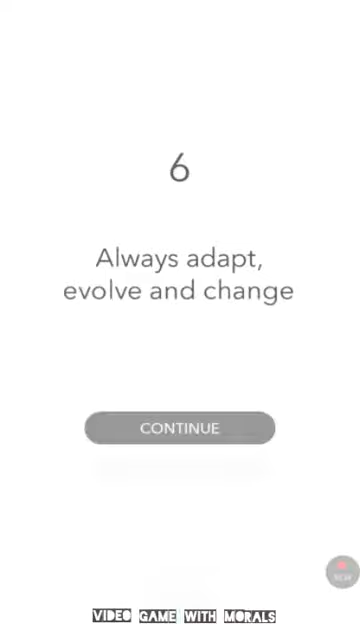 6
Always adapt,
evolve and change
CONTINUE
VIDEO GAME WITH MORALS